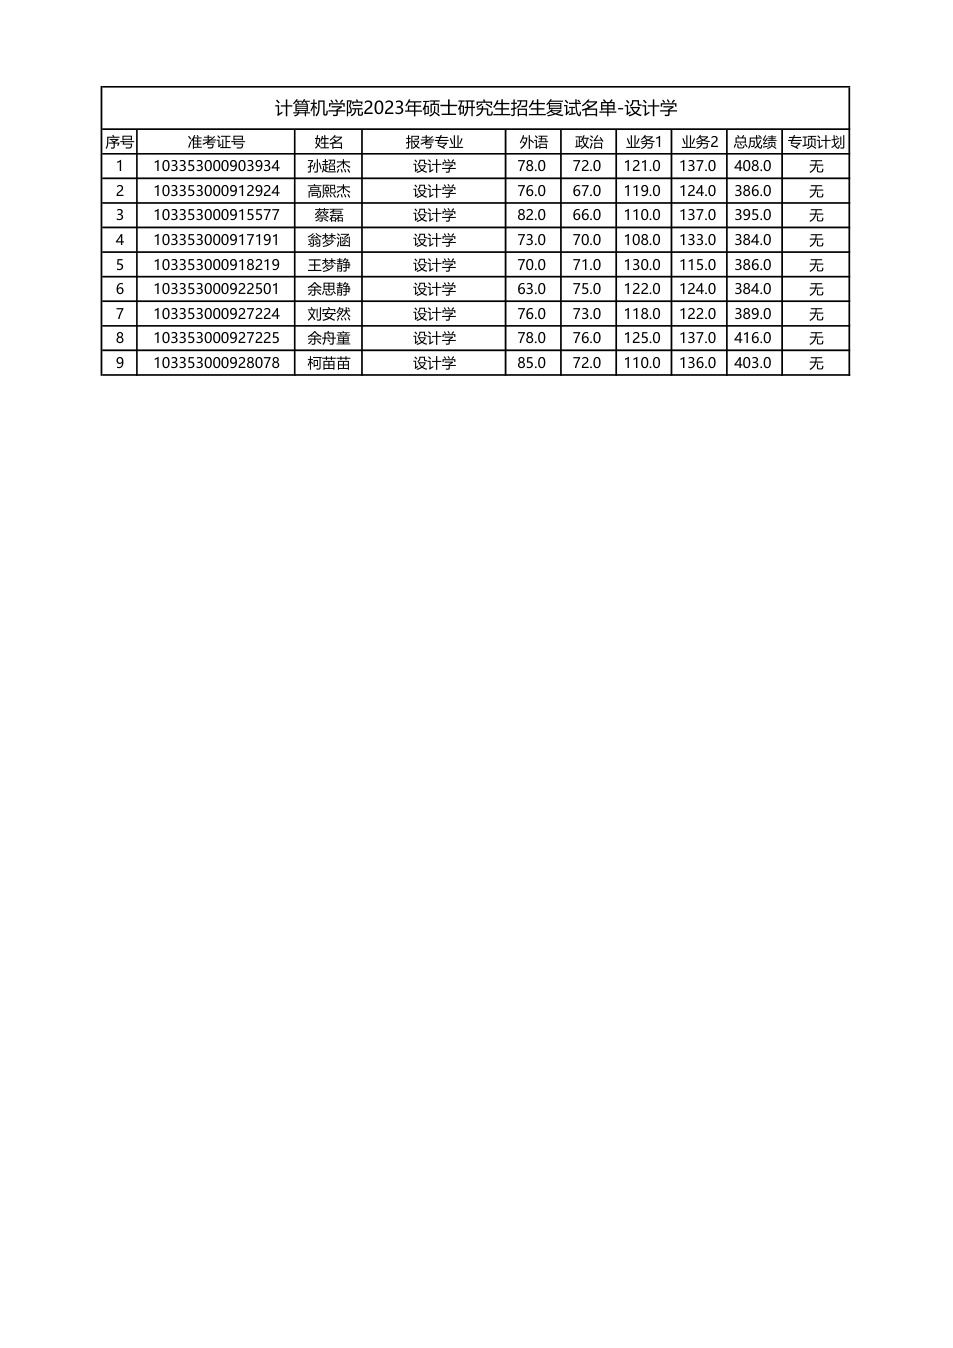 计算机学院2023年硕士研究生招生复试名单-设计学
序号 准考证号 姓名 报考专业 外语 政治 业务1 业务2 总成绩 专项计划
1 103353000903934 孙超杰 设计学 78.0 72.0 121.0 137.0 408.0 无
2 103353000912924 高熙杰 设计学 76.0 67.0 119.0 124.0 386.0 无
3 103353000915577 蔡磊 设计学 82.0 66.0 110.0 137.0 395.0 无
4 103353000917191 翁梦涵 设计学 73.0 70.0 108.0 133.0 384.0 无
5 103353000918219 王梦静 设计学 70.0 71.0 130.0 115.0 386.0 无
6 103353000922501 余思静 设计学 63.0 75.0 122.0 124.0 384.0 无
7 103353000927224 刘安然 设计学 76.0 73.0 118.0 122.0 389.0 无
8 103353000927225 余舟童 设计学 78.0 76.0 125.0 137.0 416.0 无
9 103353000928078 柯苗苗 设计学 85.0 72.0 110.0 136.0 403.0 无